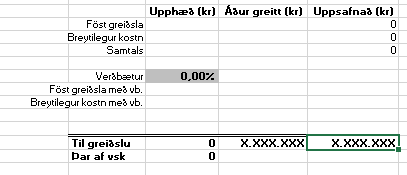 Upphæð (kr) Áður greitt (kr) Uppsafnað (kr)
Föst greiðsla 0
Breytilegur kostn 0
Samtals 0
Verðbætur 0,00%
Föst greiðsla með vb.
Breytilegur kostn með vb.
Til greiðslu 0 X.XXX.XXX X.XXX.XXX
Þar af vsk 0